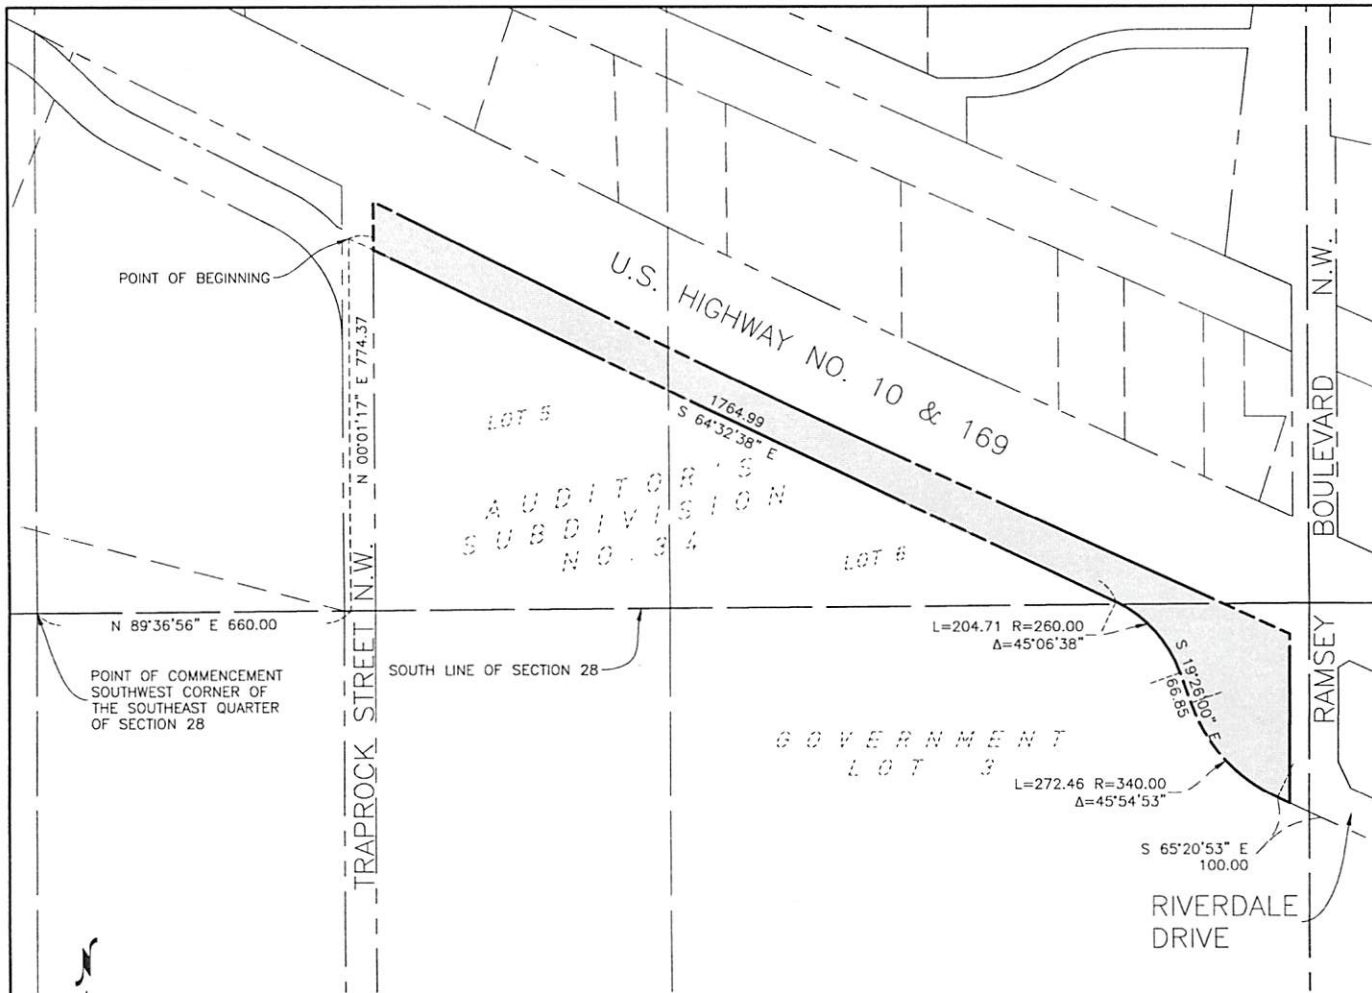 POINT OF BEGINNING
N 00°01'17" E 774.37
U.S. HIGHWAY NO. 10 & 169
1764.99
S 64°32'38" E
LOT 5
AUDITOR'S
SUBDIVISION
NO. 34
LOT 6
BOULEVARD N.W.
RAMSEY
N 89°36'56" E 660.00
POINT OF COMMENCEMENT
SOUTHWEST CORNER OF
THE SOUTHEAST QUARTER
OF SECTION 28
TRAPROCK STREET N.W.
SOUTH LINE OF SECTION 28
L=204.71 R=260.00
Δ=45°06'38"
S 19°26'00" E
66.85
GOVERNMENT
LOT 3
L=272.46 R=340.00
Δ=45°54'53"
S 65°20'53" E
100.00
RIVERDALE
DRIVE
N